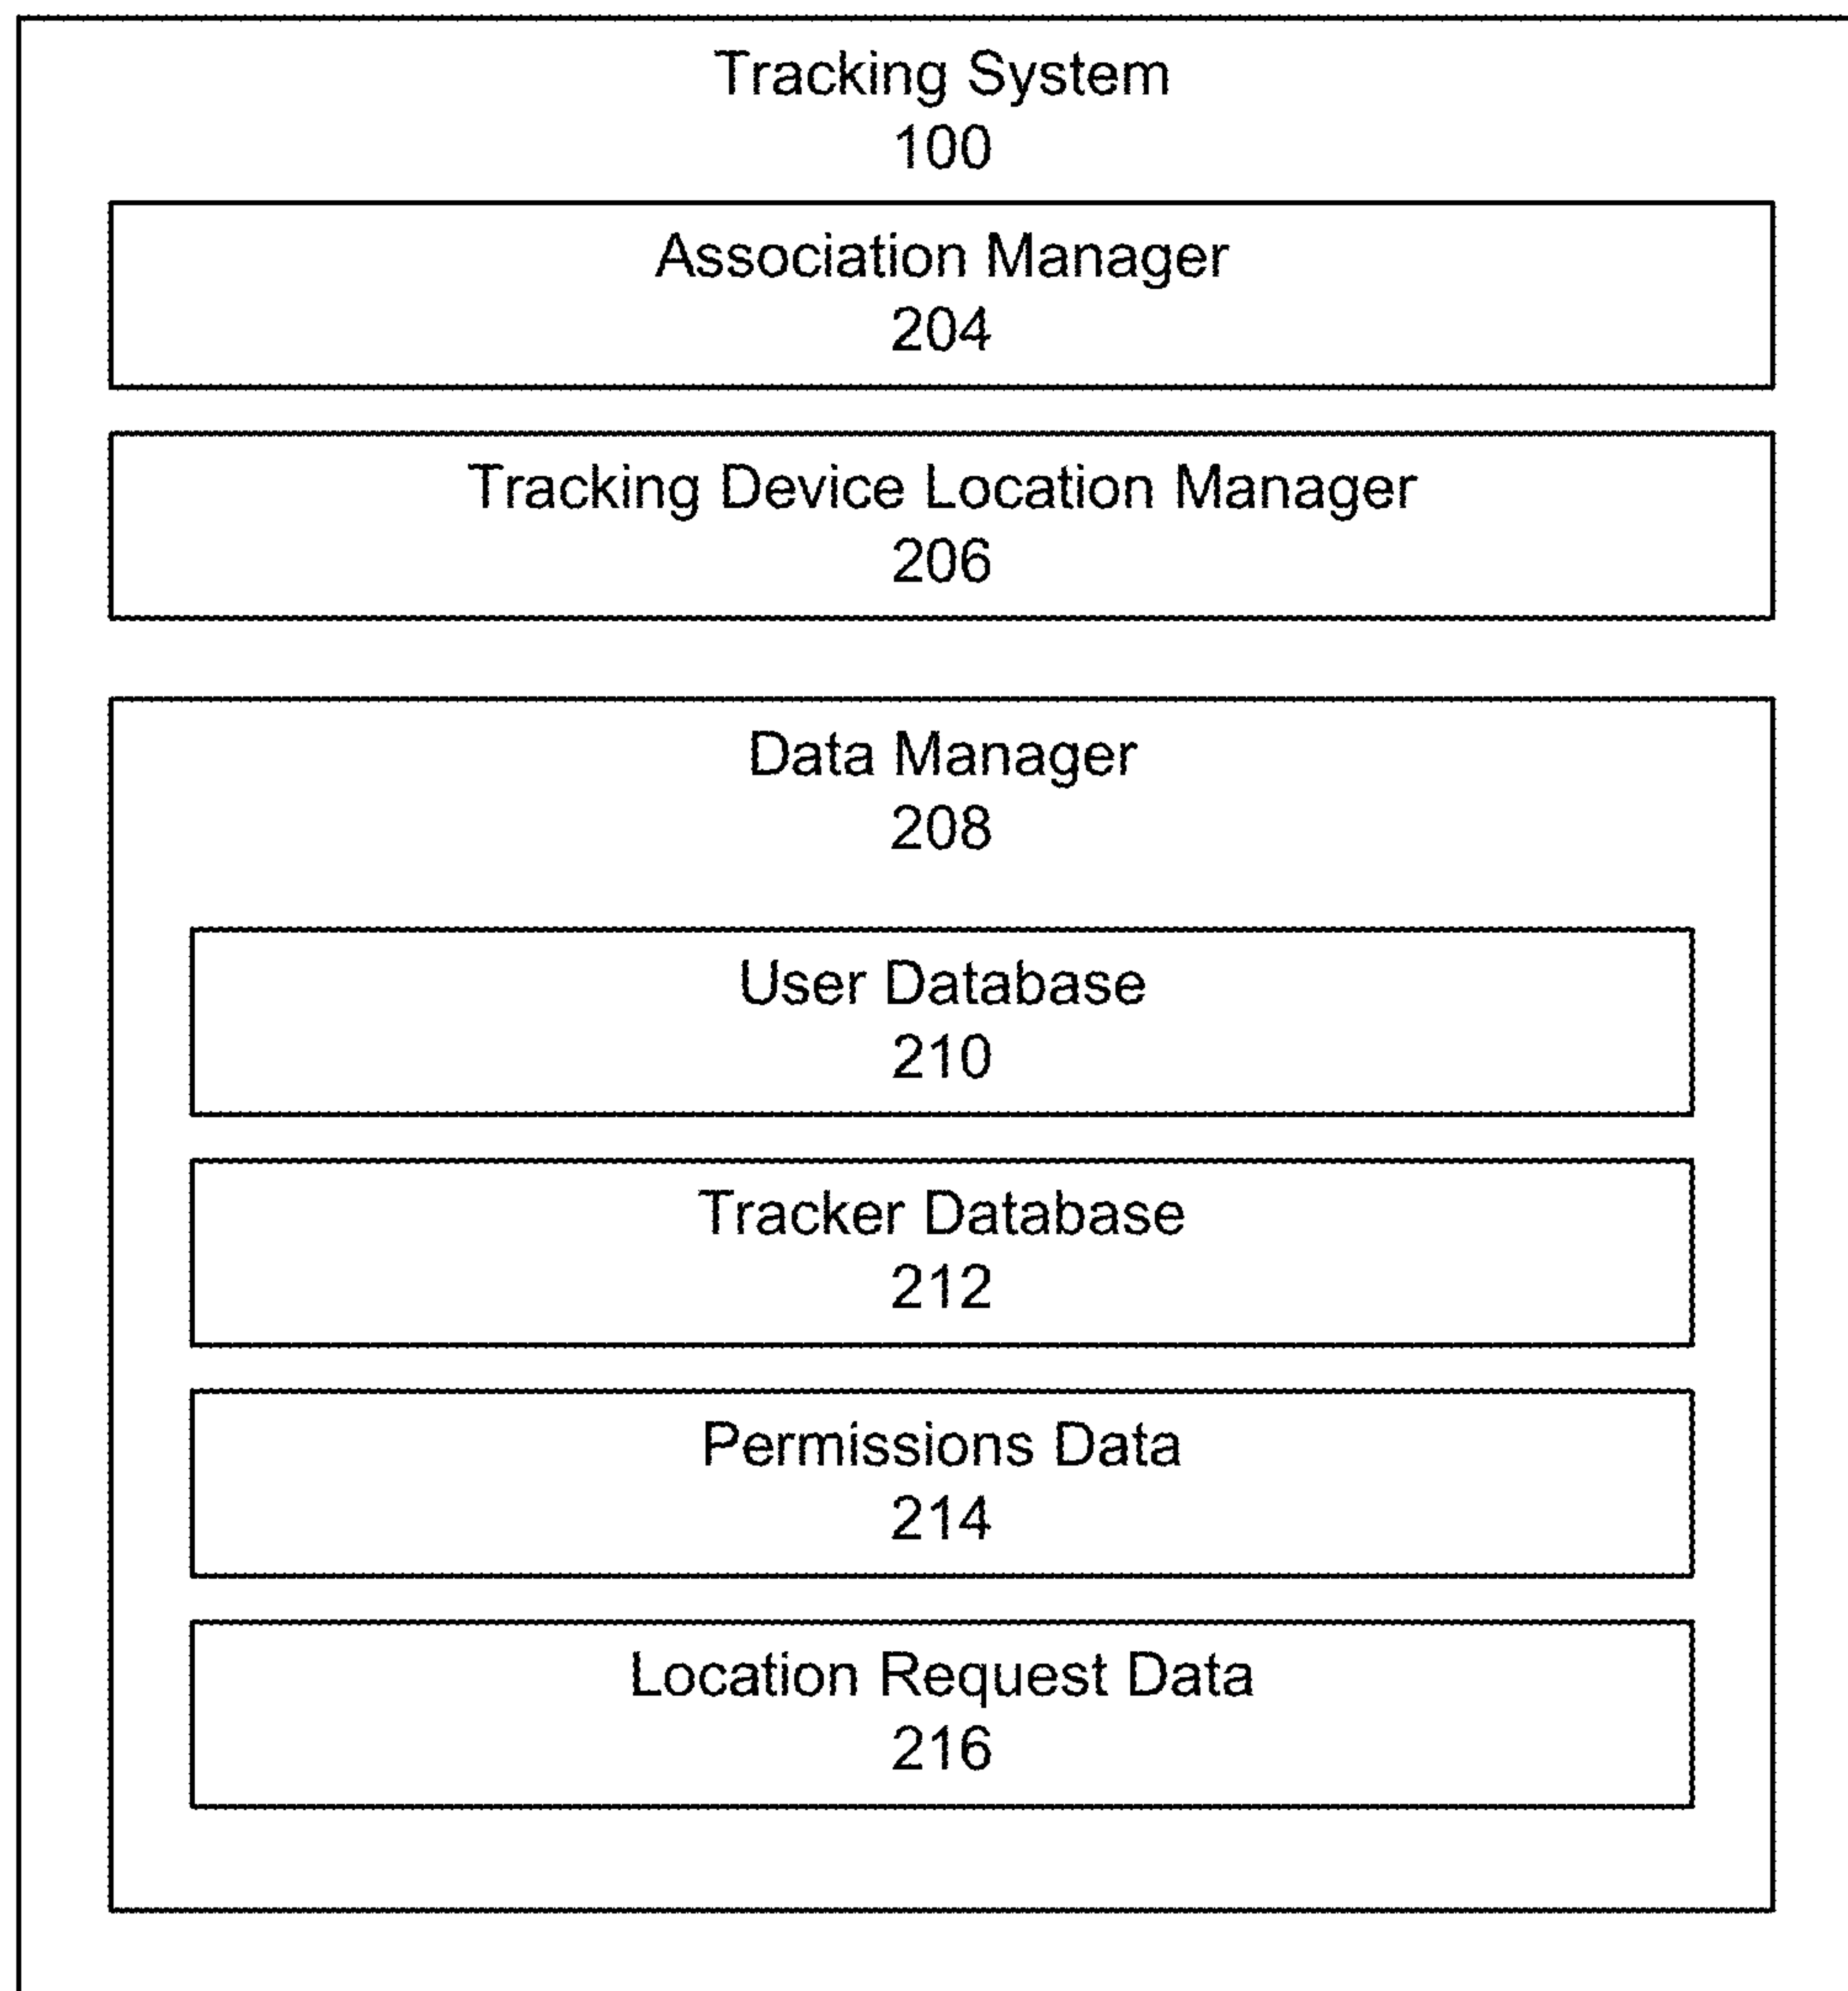 Tracking System
100
Association Manager
204
Tracking Device Location Manager
206
Data Manager
208
User Database
210
Tracker Database
212
Permissions Data
214
Location Request Data
216